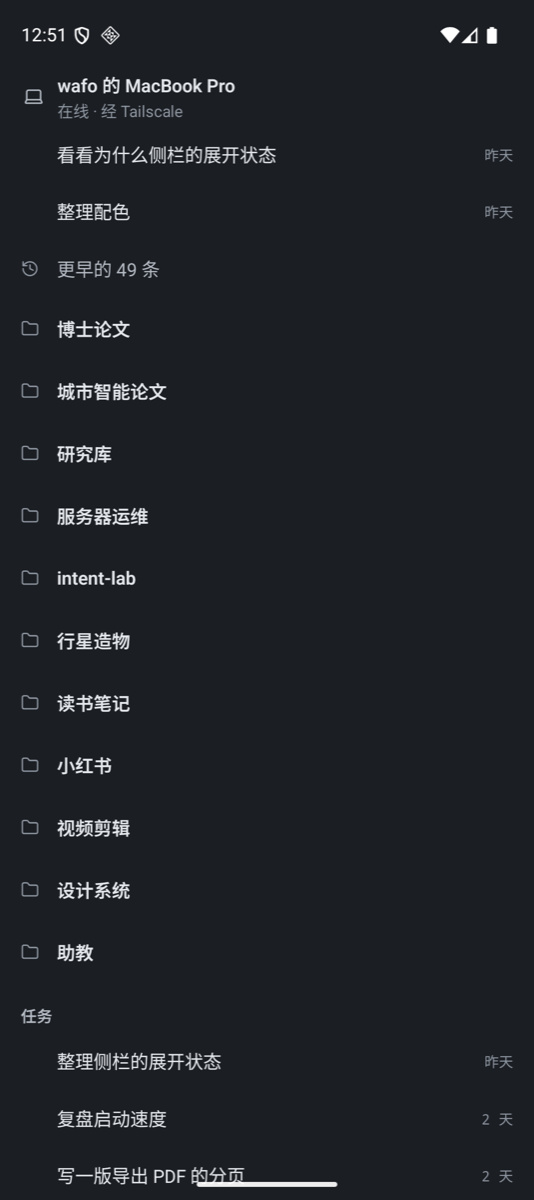 12:51
wafo 的 MacBook Pro
在线 · 经 Tailscale
看看为什么侧栏的展开状态 昨天
整理配色 昨天
更早的 49 条
博士论文
城市智能论文
研究库
服务器运维
intent-lab
行星造物
读书笔记
小红书
视频剪辑
设计系统
助教
任务
整理侧栏的展开状态 昨天
复盘启动速度 2 天
写一版导出 PDF 的分页 2 天